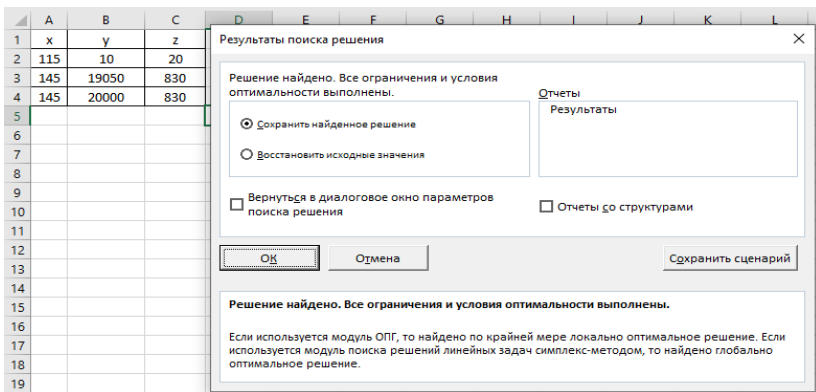 A B C D E F G H I J K L
1 x y z
2 115 10 20
3 145 19050 830
4 145 20000 830
5
6
7
8
9
10
11
12
13
14
15
16
17
18
19
Результаты поиска решения
Решение найдено. Все ограничения и условия
оптимальности выполнены.
Сохранить найденное решение
Восстановить исходные значения
Отчеты
Результаты
Вернуться в диалоговое окно параметров
поиска решения
Отчеты со структурами
ОК
Отмена
Сохранить сценарий
Решение найдено. Все ограничения и условия оптимальности выполнены.
Если используется модуль ОПГ, то найдено по крайней мере локально оптимальное решение. Если
используется модуль поиска решений линейных задач симплекс-методом, то найдено глобально
оптимальное решение.